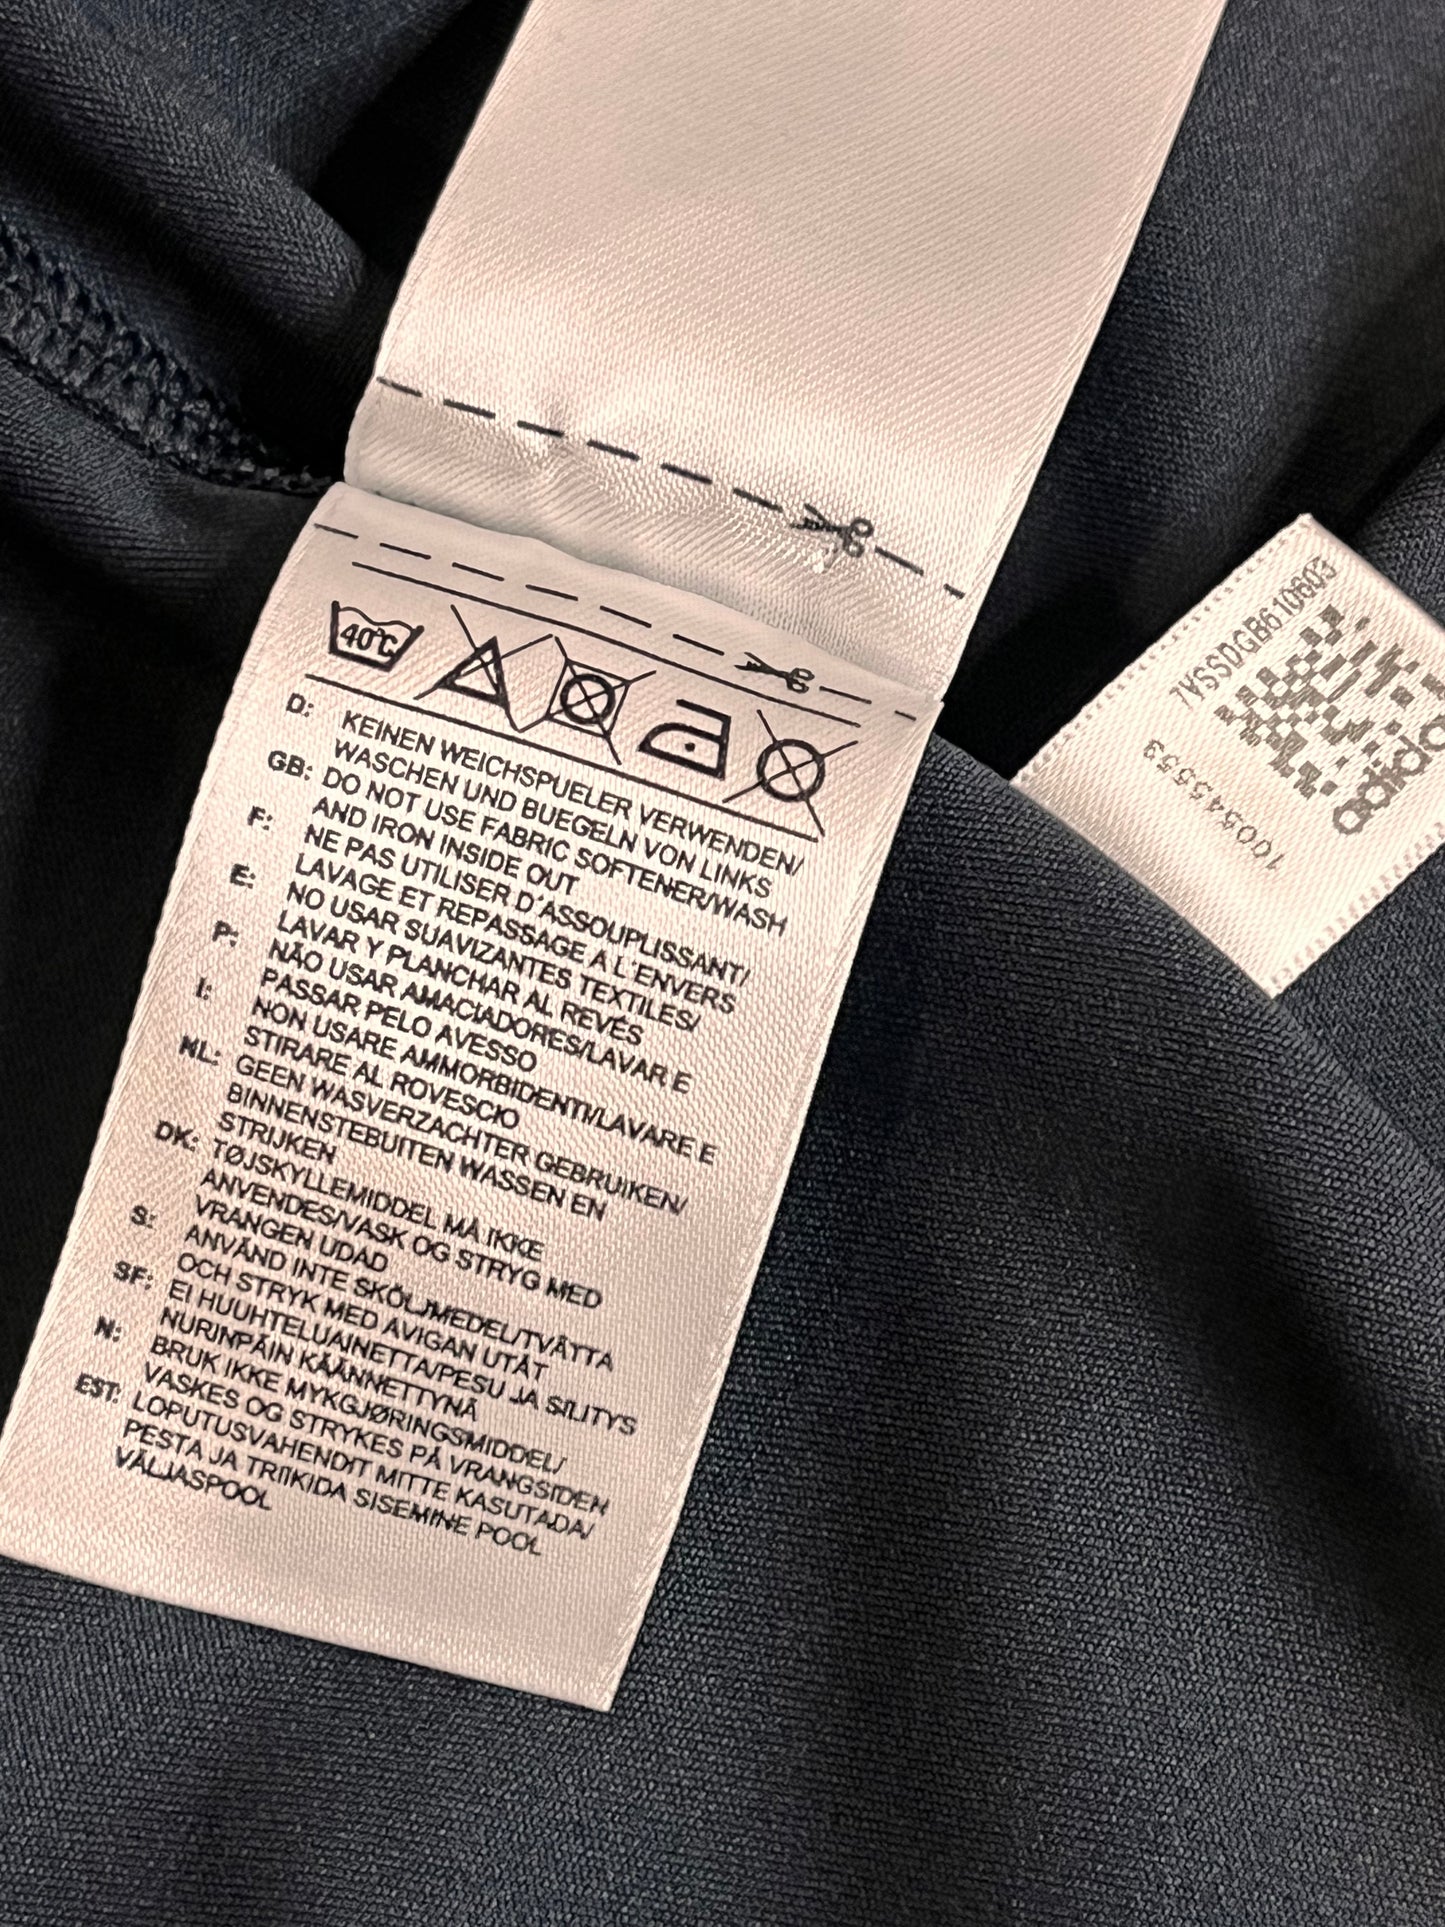 40°C
D: KEINEN WEICHSPUELER VERWENDEN/
WASCHEN UND BUEGELN VON LINKS
GB: DO NOT USE FABRIC SOFTENER/WASH
AND IRON INSIDE OUT
F: NE PAS UTILISER D'ASSOUPLISSANT/
LAVAGE ET REPASSAGE A L'ENVERS
E: NO USAR SUAVIZANTES TEXTILES/
LAVAR Y PLANCHAR AL REVÉS
P: NÃO USAR AMACIADORES/LAVAR E
PASSAR PELO AVESSO
I: NON USARE AMMORBIDENTI/LAVARE E
STIRARE AL ROVESCIO
NL: GEEN WASVERZACHTER GEBRUIKEN/
BINNENSTEBUITEN WASSEN EN
STRIJKEN
DK: TØJSKYLLEMIDDEL MÅ IKKE
ANVENDES/VASK OG STRYG MED
VRANGEN UDAD
S: ANVÄND INTE SKÖLJMEDEL/TVÄTTA
OCH STRYK MED AVIGAN UTÅT
SF: EI HUUHTELUAINETTA/PESU JA SILITYS
NURINPÄIN KÄÄNNETTYNÄ
N: BRUK IKKE MYKGJØRINGSMIDDEL/
VASKES OG STRYKES PÅ VRANGSIDEN
EST: LOPUTUSVAHENDIT MITTE KASUTADA/
PESTA JA TRIIKIDA SISEMINE POOL
VÄLJASPOOL
7ASSDGB610603
adidas
100545553